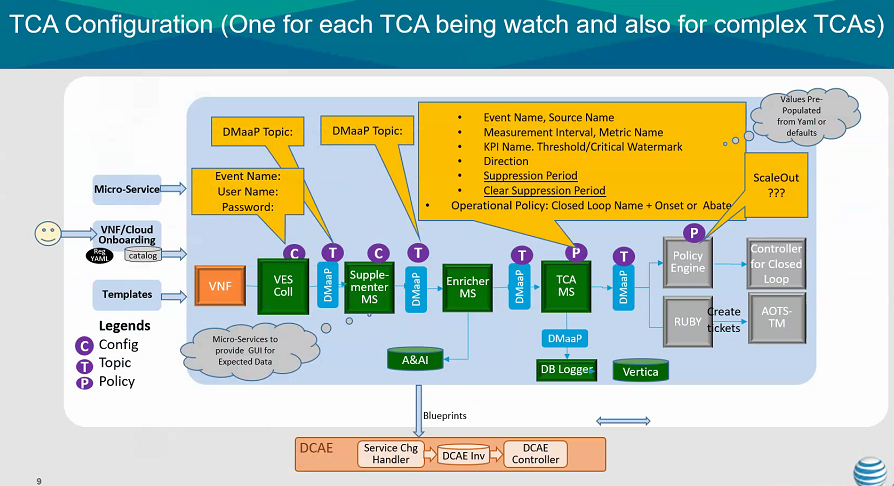 TCA Configuration (One for each TCA being watch and also for complex TCAs)
Values Pre-
Populated
from Yaml or
defaults
DMaaP Topic:
DMaaP Topic:
• Event Name, Source Name
• Measurement Interval, Metric Name
• KPI Name. Threshold/Critical Watermark
• Direction
• Suppression Period
• Clear Suppression Period
• Operational Policy: Closed Loop Name + Onset or Abate
ScaleOut
???
Event Name:
User Name:
Password:
Micro-Service
VNF/Cloud
Onboarding
Reg
YAML
catalog
Templates
C
T
C
T
T
P
T
P
VNF
VES
Coll
DMaaP
Supple-
menter
MS
DMaaP
Enricher
MS
DMaaP
TCA
MS
DMaaP
Policy
Engine
Controller
for Closed
Loop
RUBY
Create
tickets
AOTS-
TM
DMaaP
DB Logger
Vertica
A&AI
Micro-Services to
provide GUI for
Expected Data
Legends
C Config
T Topic
P Policy
Blueprints
DCAE
Service Chg
Handler
DCAE Inv
DCAE
Controller
9